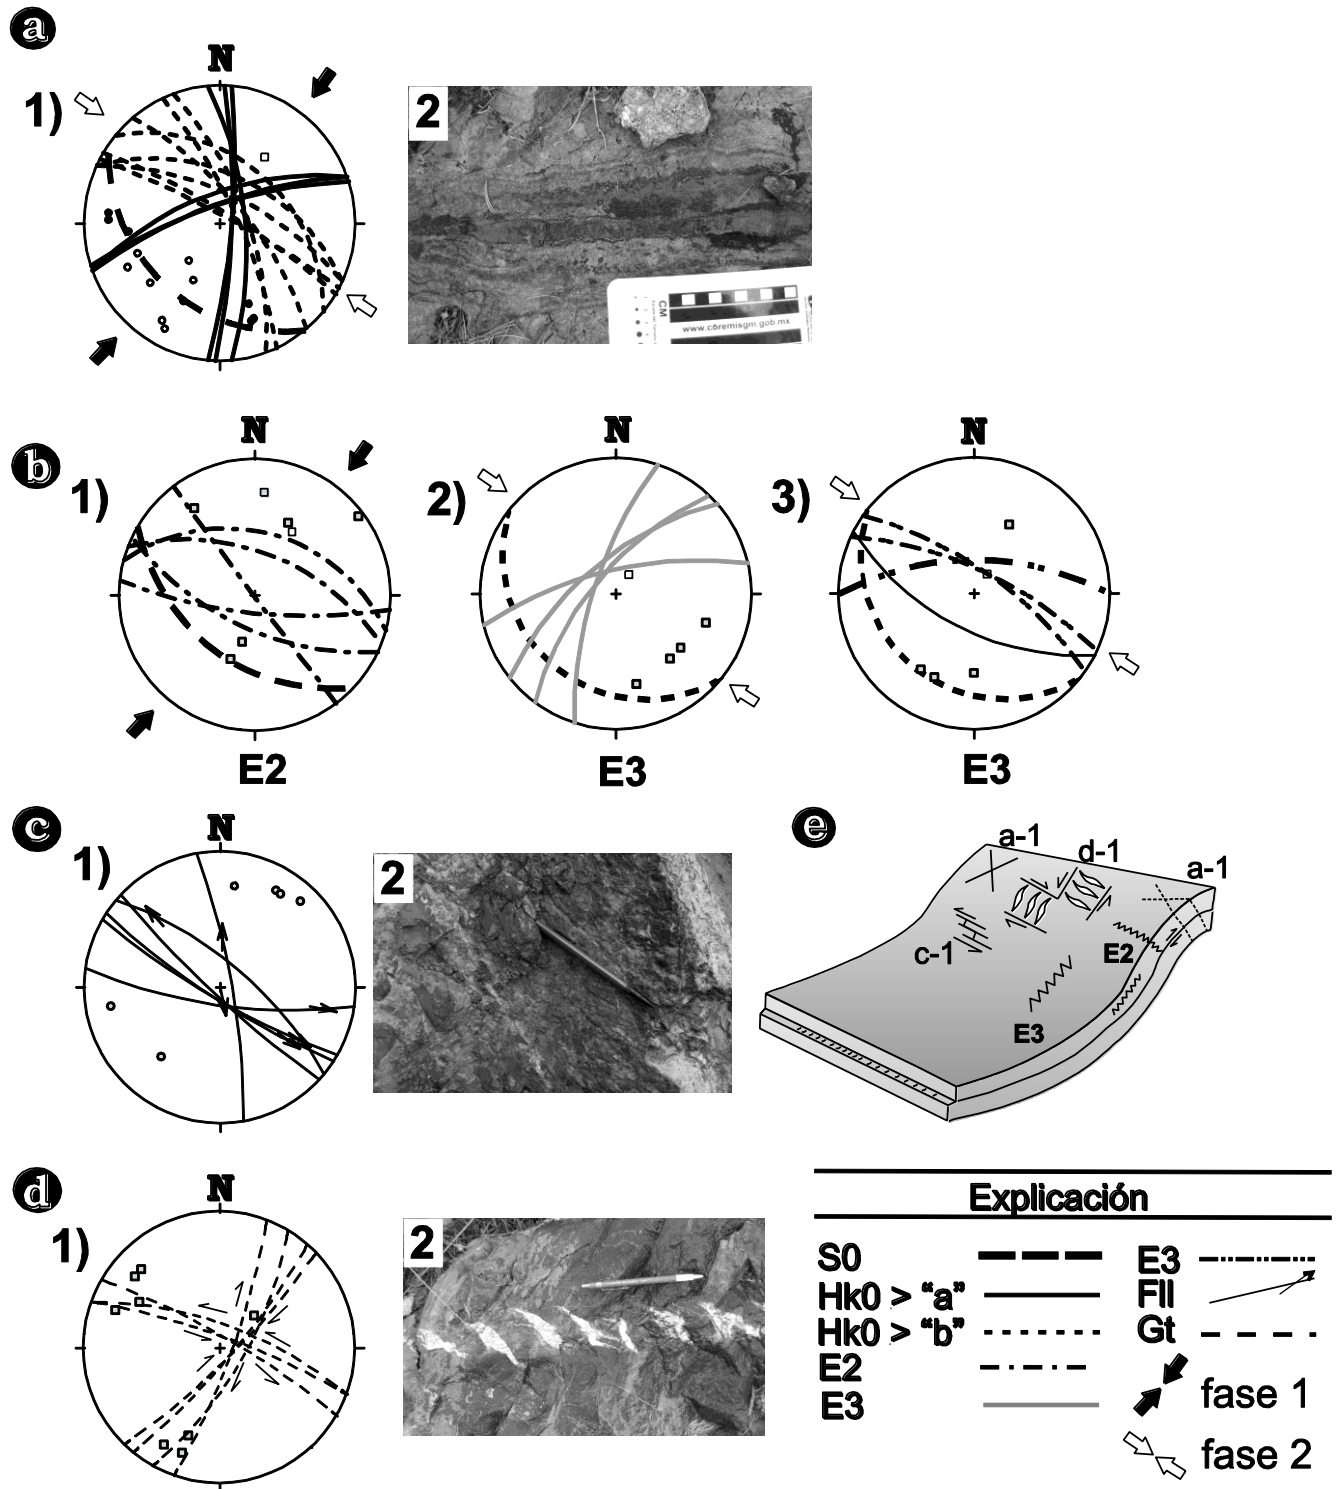 a
1)
N
2
CM
www.coremisgm.gob.mx
b
1)
N
E2
2)
N
E3
3)
N
E3
c
1)
N
2
e
a-1
d-1
a-1
c-1
E2
E3
d
1)
N
2
Explicación
S0
Hk0 > “a”
Hk0 > “b”
E2
E3
E3
Fll
Gt
fase 1
fase 2